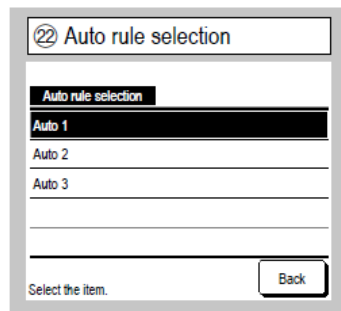 ㉒ Auto rule selection
Auto rule selection
Auto 1
Auto 2
Auto 3
Select the item.
Back